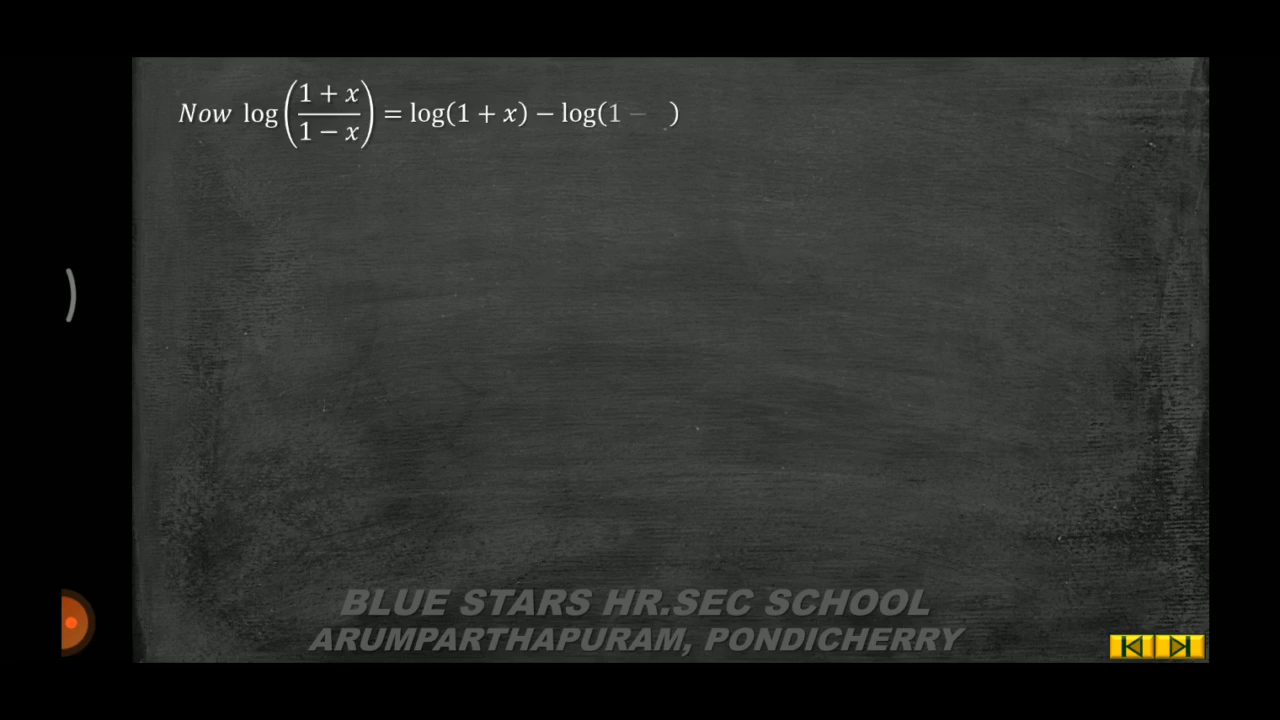 Now log((1 + x)/(1 − x)) = log(1 + x) − log(1 − )
BLUE STARS HR.SEC SCHOOL
ARUMPARTHAPURAM, PONDICHERRY